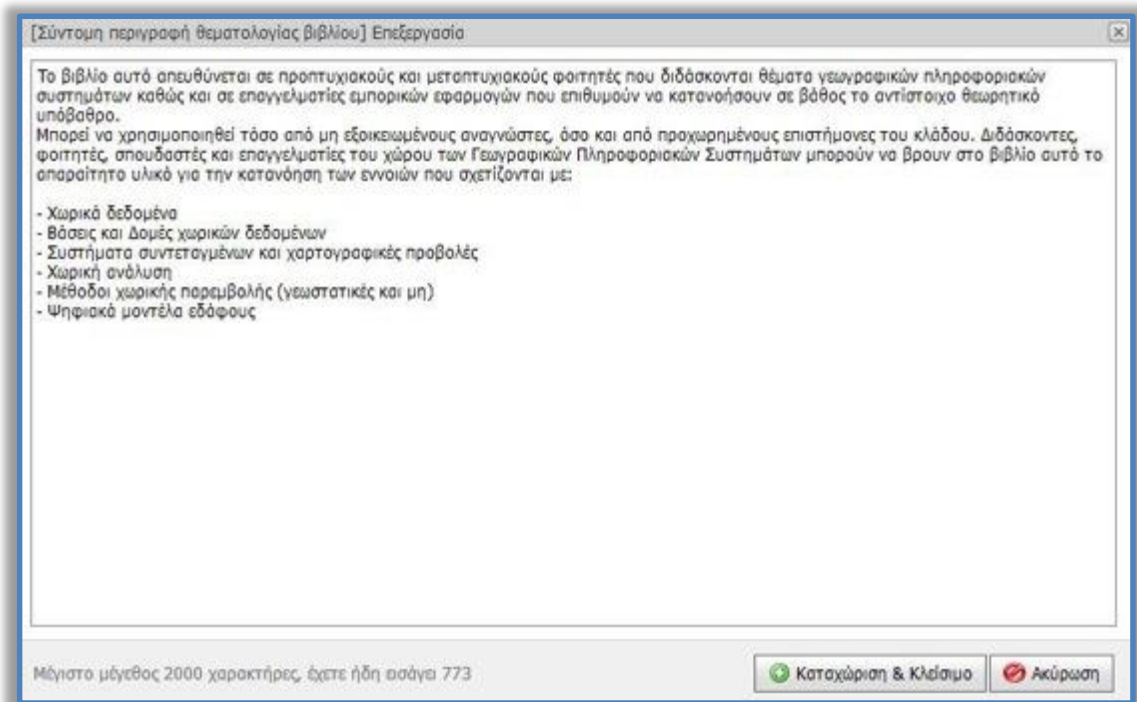 [Σύντομη περιγραφή θεματολογίας βιβλίου] Επεξεργασία
Το βιβλίο αυτό απευθύνεται σε προπτυχιακούς και μεταπτυχιακούς φοιτητές που διδάσκονται θέματα γεωγραφικών πληροφοριακών
συστημάτων καθώς και σε επαγγελματίες εμπορικών εφαρμογών που επιθυμούν να κατανοήσουν σε βάθος το αντίστοιχο θεωρητικό
υπόβαθρο.
Μπορεί να χρησιμοποιηθεί τόσο από μη εξοικειωμένους αναγνώστες, όσο και από προχωρημένους επιστήμονες του κλάδου. Διδάσκοντες,
φοιτητές, σπουδαστές και επαγγελματίες του χώρου των Γεωγραφικών Πληροφοριακών Συστημάτων μπορούν να βρουν στο βιβλίο αυτό το
απαραίτητο υλικό για την κατανόηση των εννοιών που σχετίζονται με:
- Χωρικά δεδομένα
- Βάσεις και Δομές χωρικών δεδομένων
- Συστήματα συντεταγμένων και χαρτογραφικές προβολές
- Χωρική ανάλυση
- Μέθοδοι χωρικής παρεμβολής (γεωστατικές και μη)
- Ψηφιακά μοντέλα εδάφους
Μέγιστο μέγεθος 2000 χαρακτήρες, έχετε ήδη εισάγει 773
Καταχώριση & Κλείσιμο
Ακύρωση